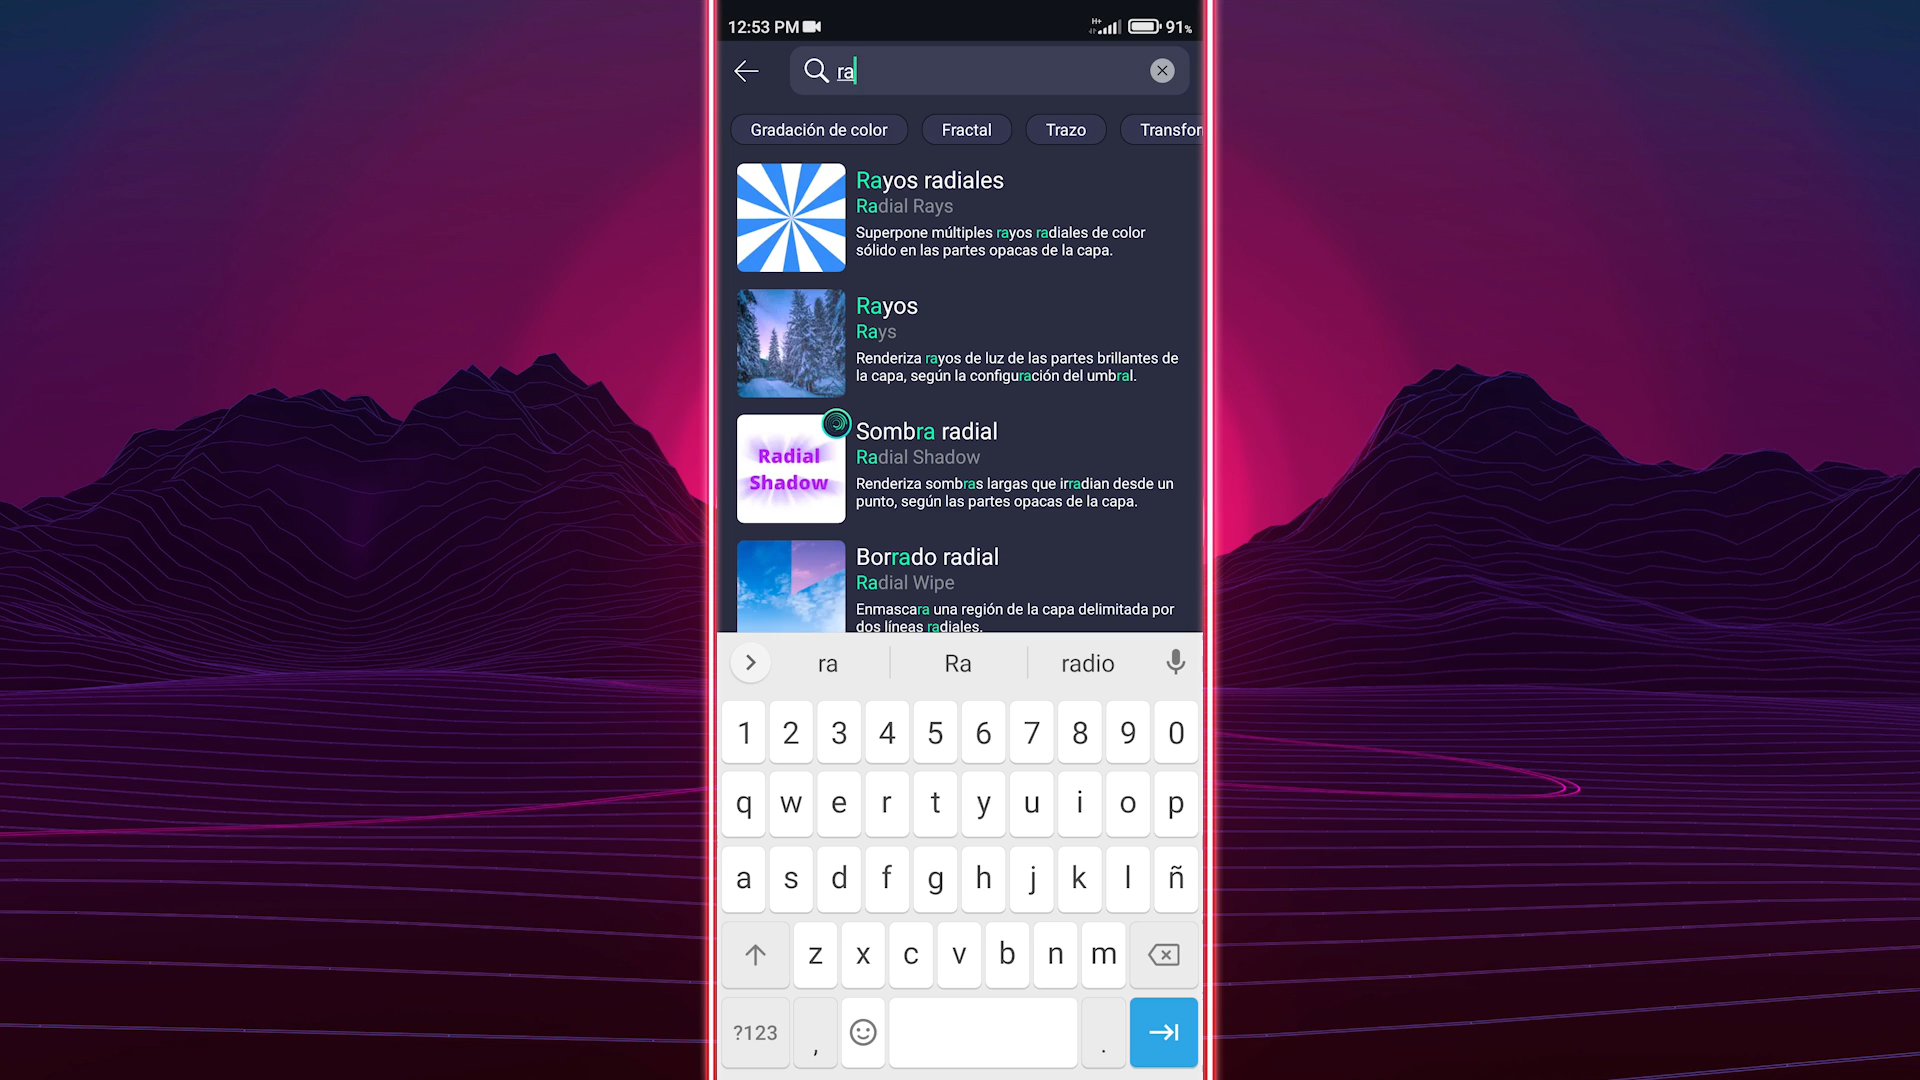 12:53 PM
H+
91%
ra
Gradación de color
Fractal
Trazo
Transfor
Rayos radiales
Radial Rays
Superpone múltiples rayos radiales de color
sólido en las partes opacas de la capa.
Rayos
Rays
Renderiza rayos de luz de las partes brillantes de
la capa, según la configuración del umbral.
Radial
Shadow
Sombra radial
Radial Shadow
Renderiza sombras largas que irradian desde un
punto, según las partes opacas de la capa.
Borrado radial
Radial Wipe
Enmascara una región de la capa delimitada por
dos líneas radiales.
ra
Ra
radio
1 2 3 4 5 6 7 8 9 0
q w e r t y u i o p
a s d f g h j k l ñ
z x c v b n m
?123 , .